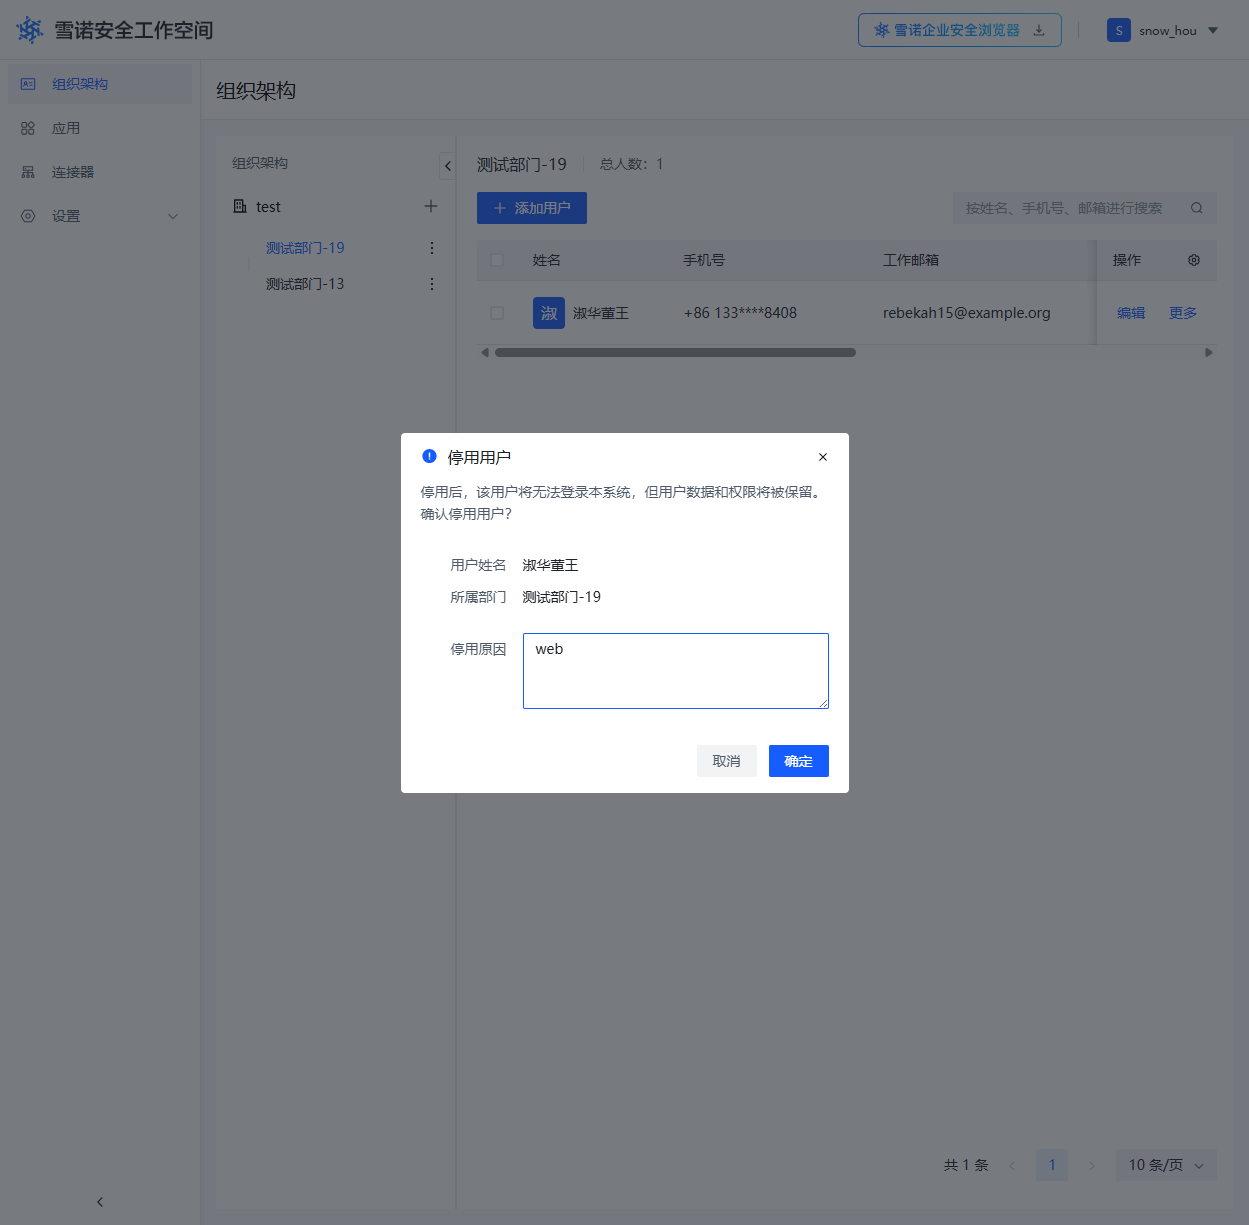 雪诺安全工作空间
雪诺企业安全浏览器
S snow_hou
组织架构
应用
连接器
设置
组织架构
组织架构
test
测试部门-19
测试部门-13
测试部门-19 总人数：1
添加用户
按姓名、手机号、邮箱进行搜索
姓名 手机号 工作邮箱 操作
淑 淑华董王 +86 133****8408 rebekah15@example.org 编辑 更多
停用用户
停用后，该用户将无法登录本系统，但用户数据和权限将被保留。
确认停用用户？
用户姓名 淑华董王
所属部门 测试部门-19
停用原因 web
取消 确定
共 1 条 1 10 条/页